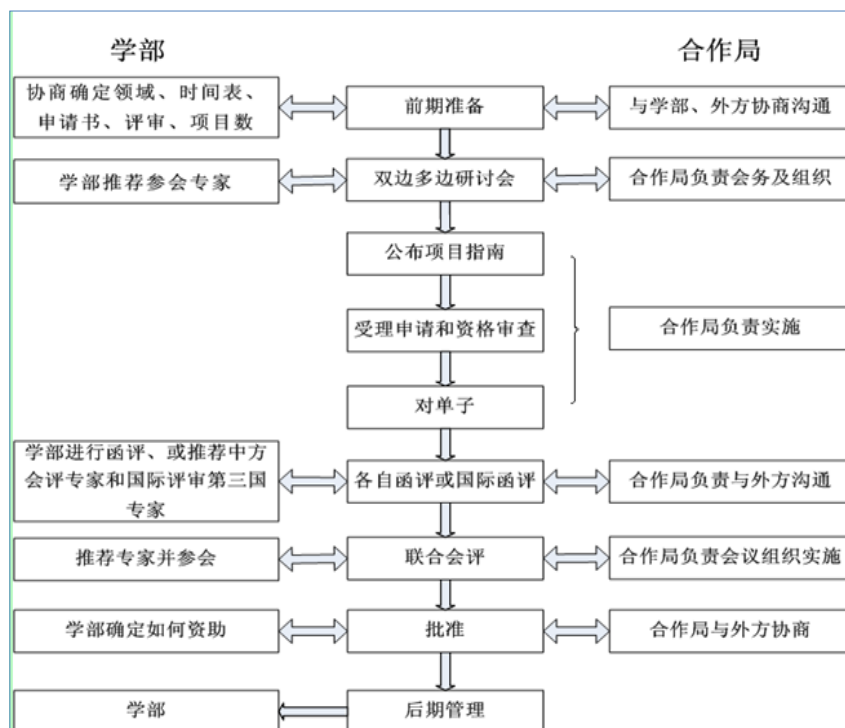 学部
合作局
协商确定领域、时间表、
申请书、评审、项目数
前期准备
与学部、外方协商沟通
学部推荐参会专家
双边多边研讨会
合作局负责会务及组织
公布项目指南
受理申请和资格审查
合作局负责实施
对单子
学部进行函评、或推荐中方
会评专家和国际评审第三国
专家
各自函评或国际函评
合作局负责与外方沟通
推荐专家并参会
联合会评
合作局负责会议组织实施
学部确定如何资助
批准
合作局与外方协商
学部
后期管理